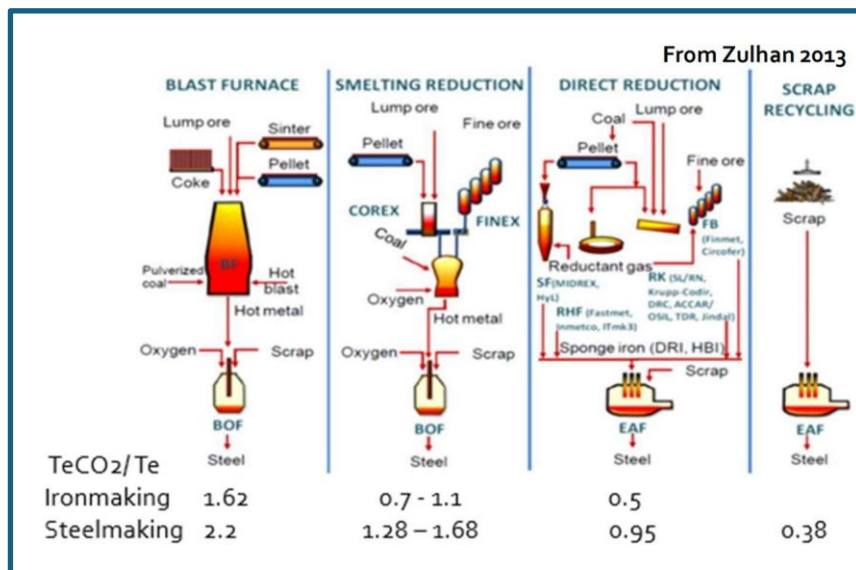 From Zulhan 2013
BLAST FURNACE
Lump ore
Sinter
Pellet
Coke
BF
Pulverized
coal
Hot
blast
Hot metal
Oxygen
Scrap
BOF
Steel
SMELTING REDUCTION
Lump ore
Fine ore
Pellet
COREX
FINEX
Coal
Oxygen
Hot metal
Oxygen
Scrap
BOF
Steel
DIRECT REDUCTION
Coal
Lump ore
Pellet
Fine ore
FB
(Finmet,
Circofer)
Reductant gas
SF(MIDREX,
HyL)
RK (SL/RN,
Krupp-Codir,
DRC, ACCAR/
OSIL, TDR, Jindal)
RHF (Fastmet,
Inmetco, ITmk3)
Sponge iron (DRI, HBI)
Scrap
EAF
Steel
SCRAP
RECYCLING
Scrap
EAF
Steel
TeCO2/Te
Ironmaking 1.62 0.7 - 1.1 0.5
Steelmaking 2.2 1.28 – 1.68 0.95 0.38